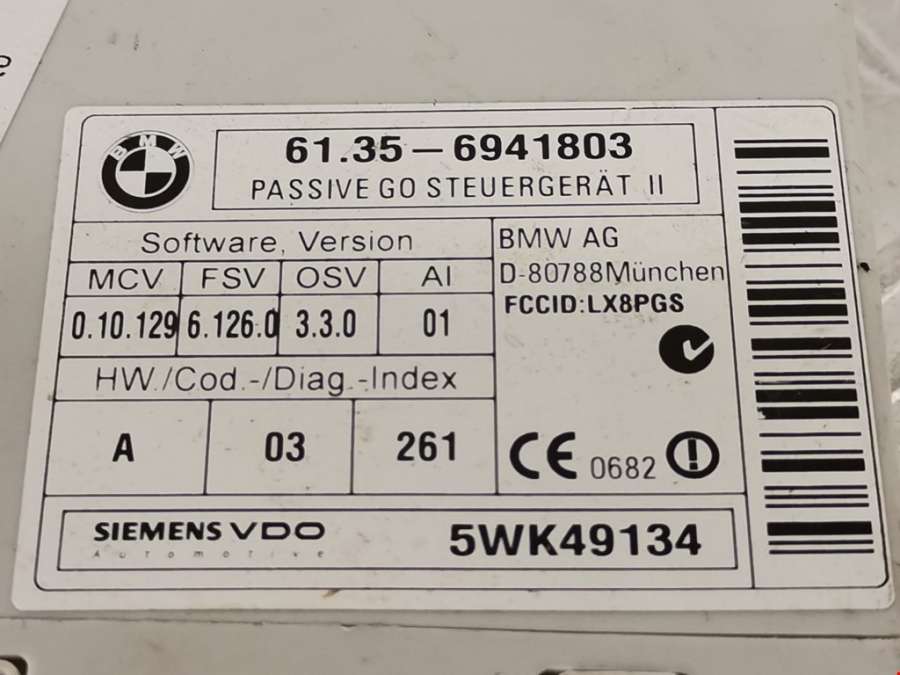 BMW
61.35 – 6941803
PASSIVE GO STEUERGERÄT II
Software, Version
MCV FSV OSV AI
0.10.129 6.126.0 3.3.0 01
HW./Cod.-/Diag.-Index
A 03 261
BMW AG
D-80788München
FCCID:LX8PGS
CE 0682
SIEMENS VDO
Automotive
5WK49134